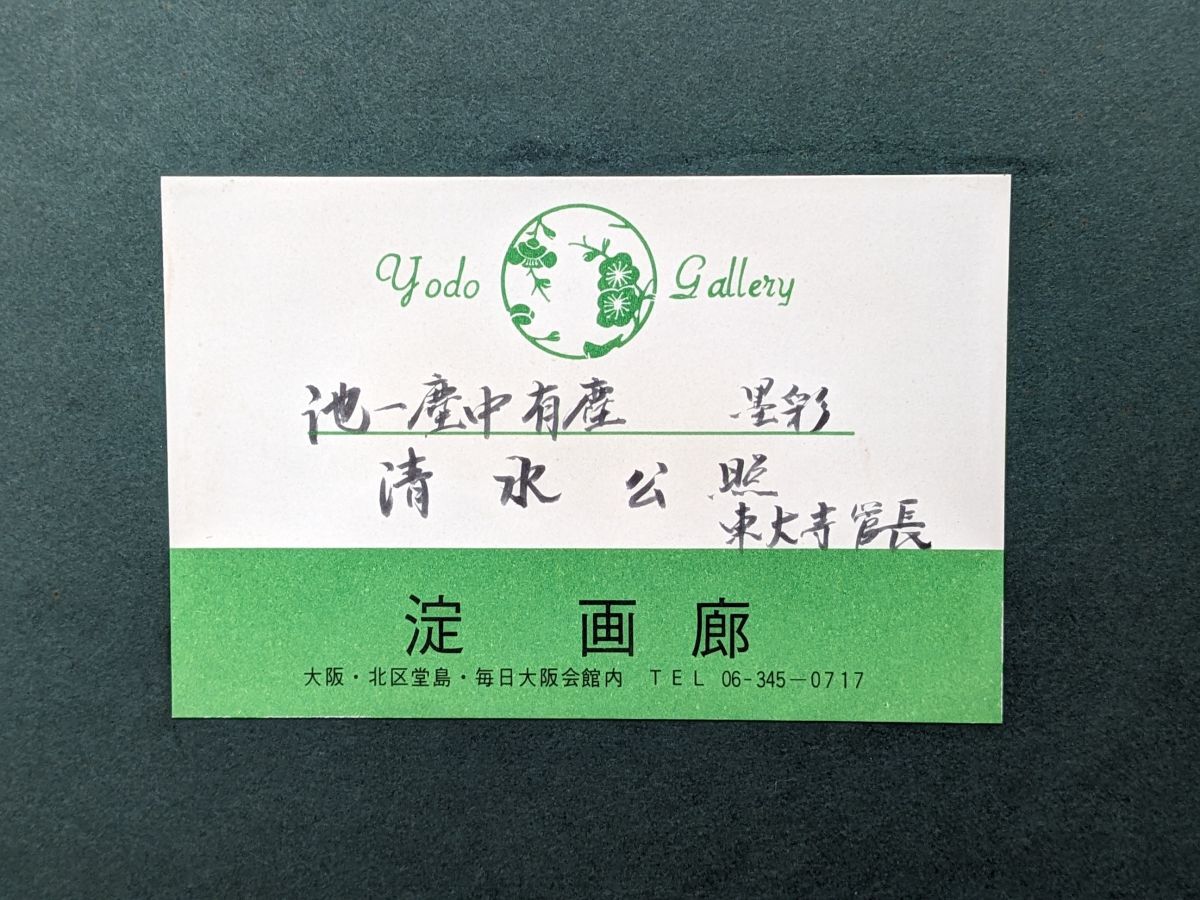 Yodo Gallery
池一塵中有塵 墨彩
清水公照
東大寺管長
淀画廊
大阪・北区堂島・毎日大阪会館内 TEL 06-345-0717